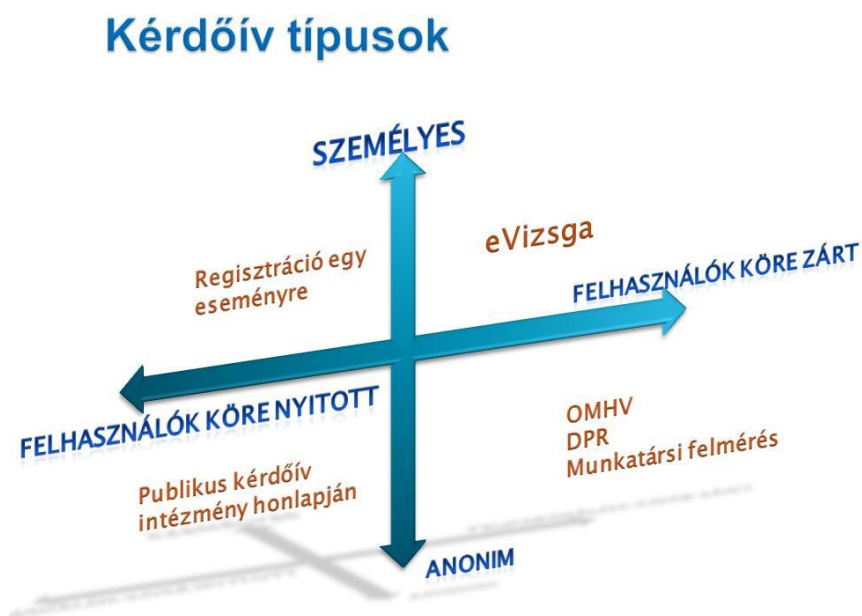 Kérdőív típusok
SZEMÉLYES
eVizsga
Regisztráció egy
eseményre
FELHASZNÁLÓK KÖRE ZÁRT
FELHASZNÁLÓK KÖRE NYITOTT
OMHV
DPR
Munkatársi felmérés
Publikus kérdőív
intézmény honlapján
ANONIM